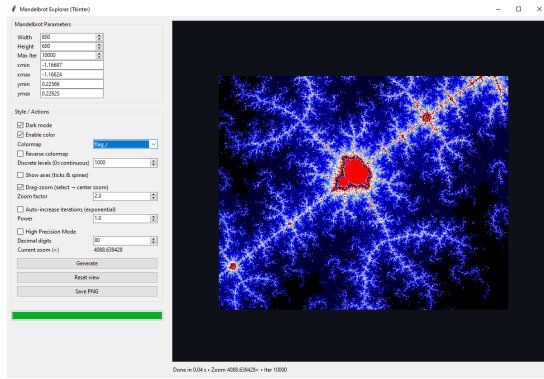 Mandelbrot Explorer (Tkinter)
Mandelbrot Parameters
Width 800
Height 600
Max Iter 10000
xmin -1.16697
xmax -1.16624
ymin 0.22566
ymax 0.22625
Style / Actions
Dark mode
Enable color
Colormap flag_r
Reverse colormap
Discrete levels (0=continuous) 1000
Show axes (ticks & spines)
Drag-zoom (select → center zoom)
Zoom factor 2.0
Auto-increase iterations (exponential)
Power 1.0
High Precision Mode
Decimal digits 80
Current zoom (×) 4088.639428
Generate
Reset view
Save PNG
Done in 0.04 s • Zoom 4088.639428× • Iter 10000